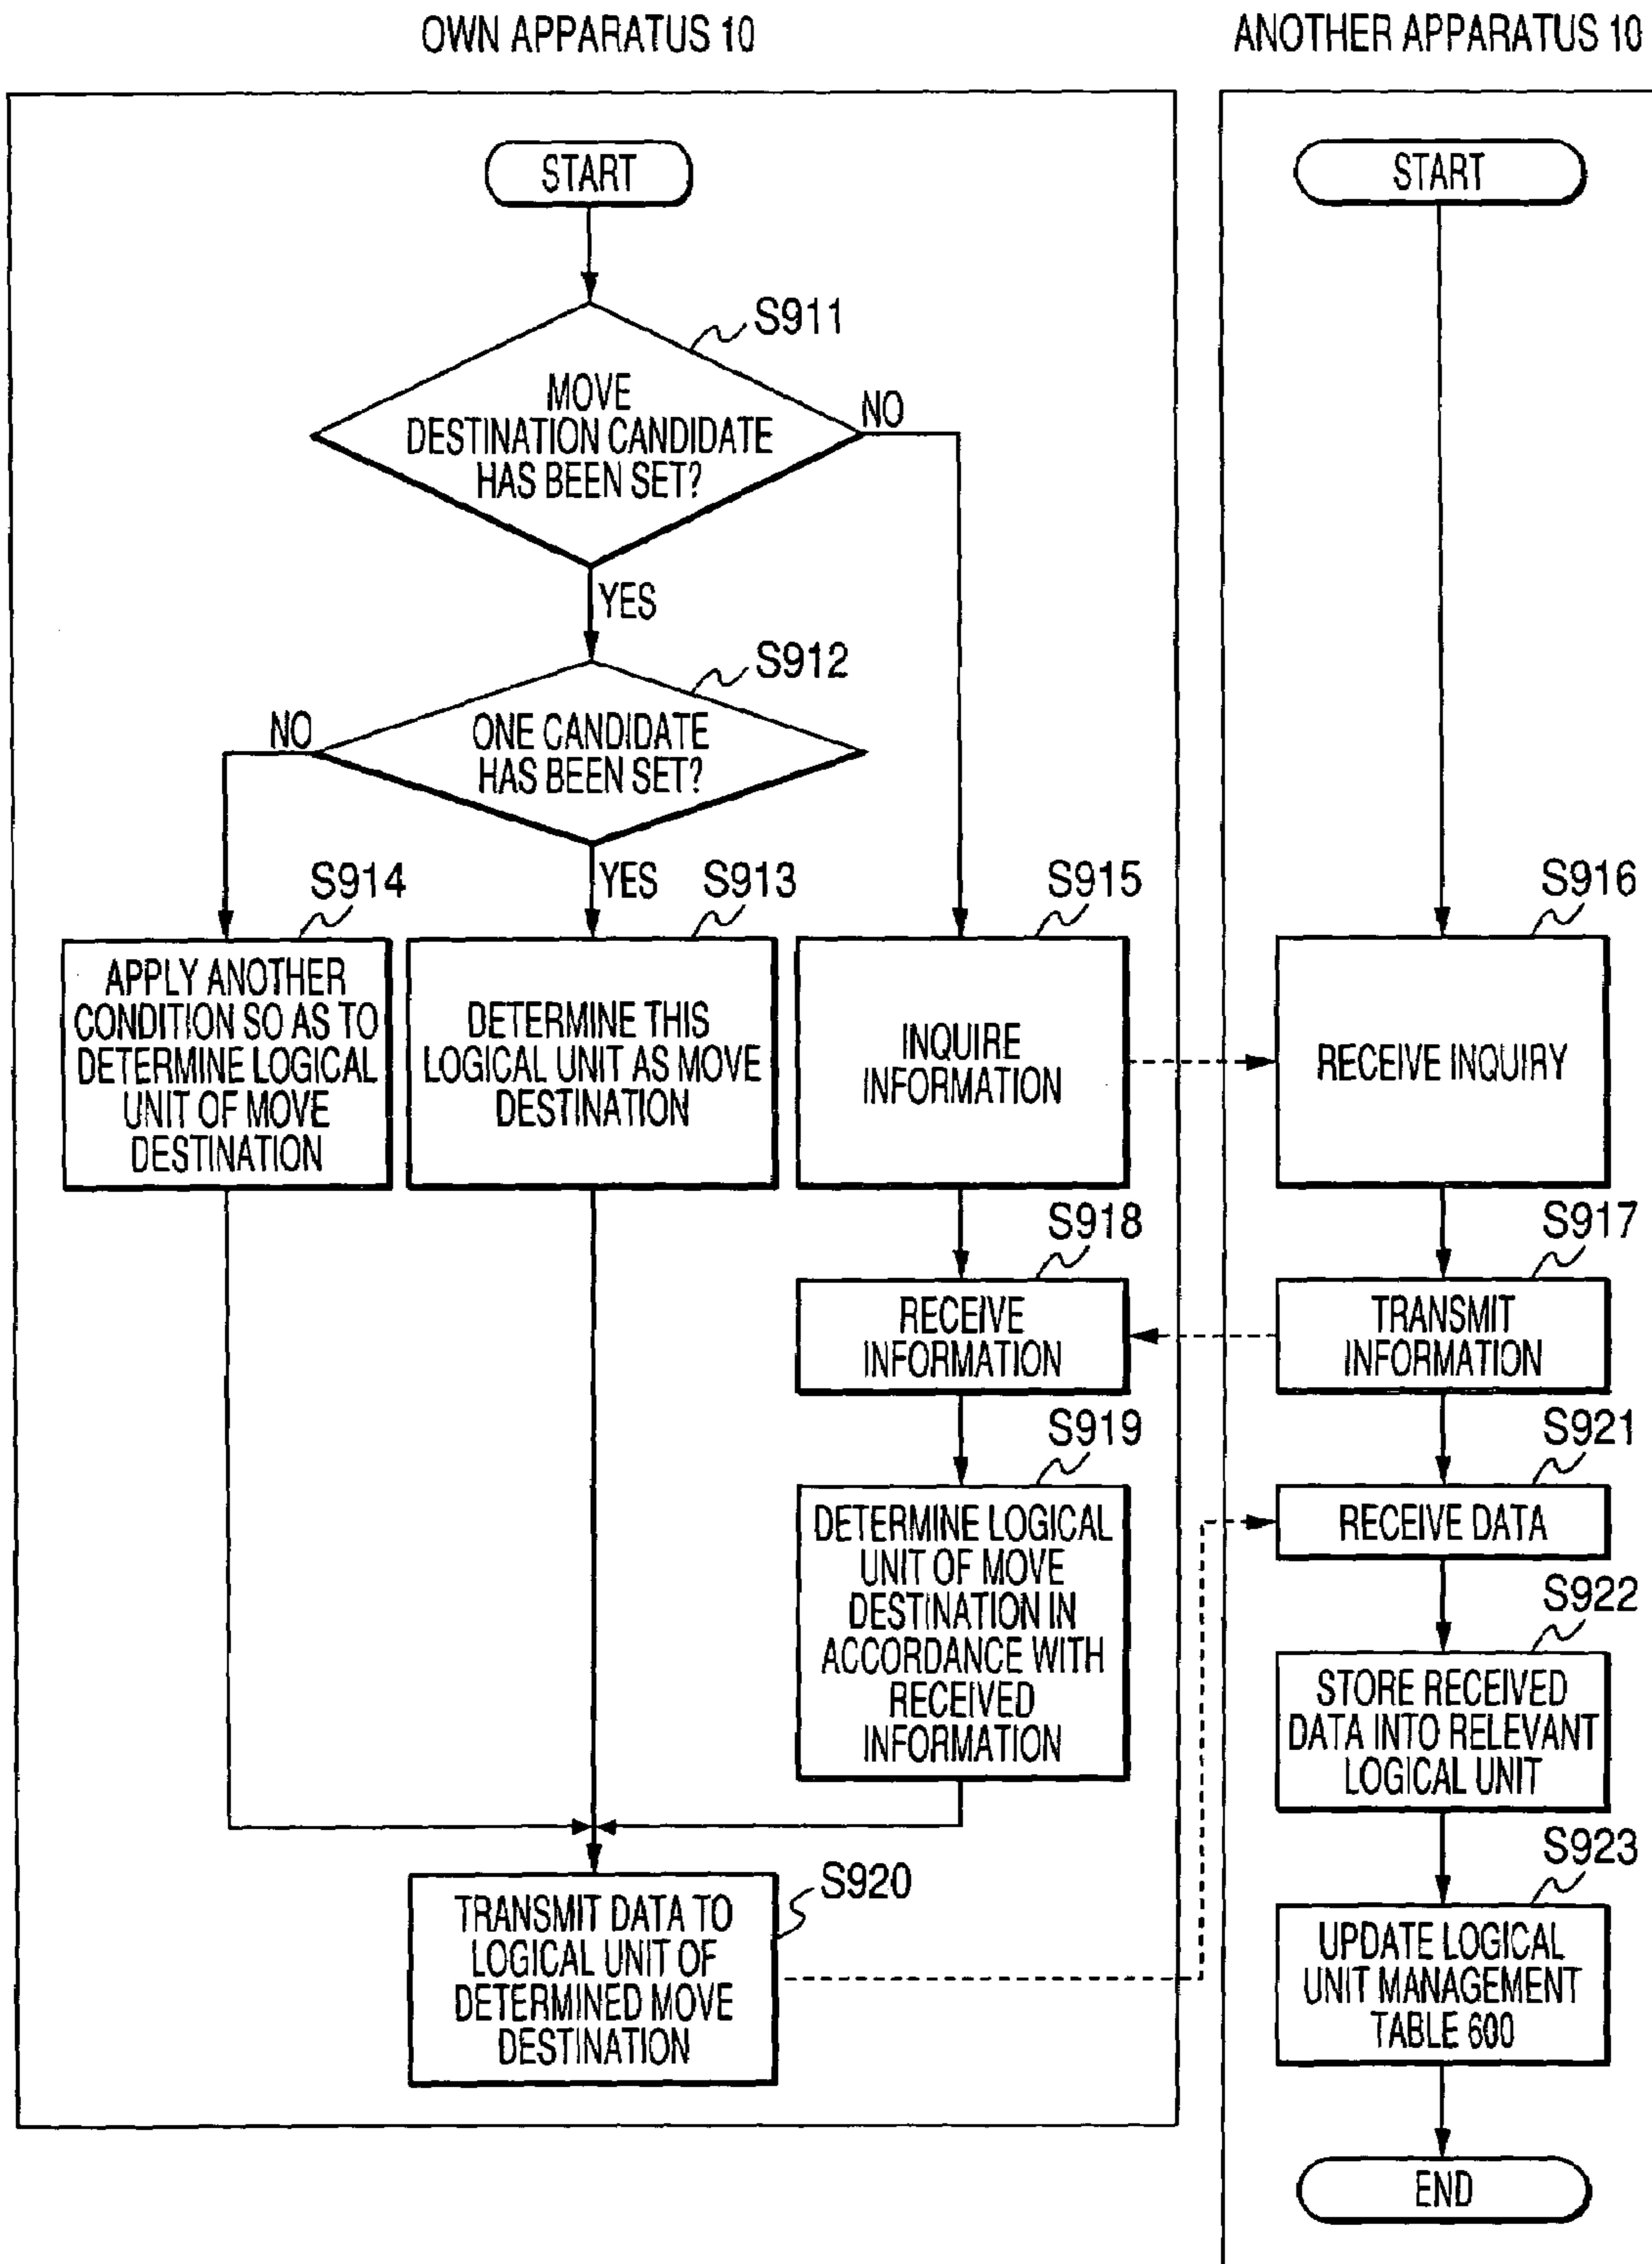 OWN APPARATUS 10
ANOTHER APPARATUS 10
START
START
S911
MOVE
DESTINATION CANDIDATE
HAS BEEN SET?
NO
YES
S912
ONE CANDIDATE
HAS BEEN SET?
NO
YES
S914
APPLY ANOTHER
CONDITION SO AS TO
DETERMINE LOGICAL
UNIT OF MOVE
DESTINATION
S913
DETERMINE THIS
LOGICAL UNIT AS MOVE
DESTINATION
S915
INQUIRE
INFORMATION
S916
RECEIVE INQUIRY
S918
RECEIVE
INFORMATION
S917
TRANSMIT
INFORMATION
S919
DETERMINE LOGICAL
UNIT OF MOVE
DESTINATION IN
ACCORDANCE WITH
RECEIVED
INFORMATION
S921
RECEIVE DATA
S922
STORE RECEIVED
DATA INTO RELEVANT
LOGICAL UNIT
S920
TRANSMIT DATA TO
LOGICAL UNIT OF
DETERMINED MOVE
DESTINATION
S923
UPDATE LOGICAL
UNIT MANAGEMENT
TABLE 600
END